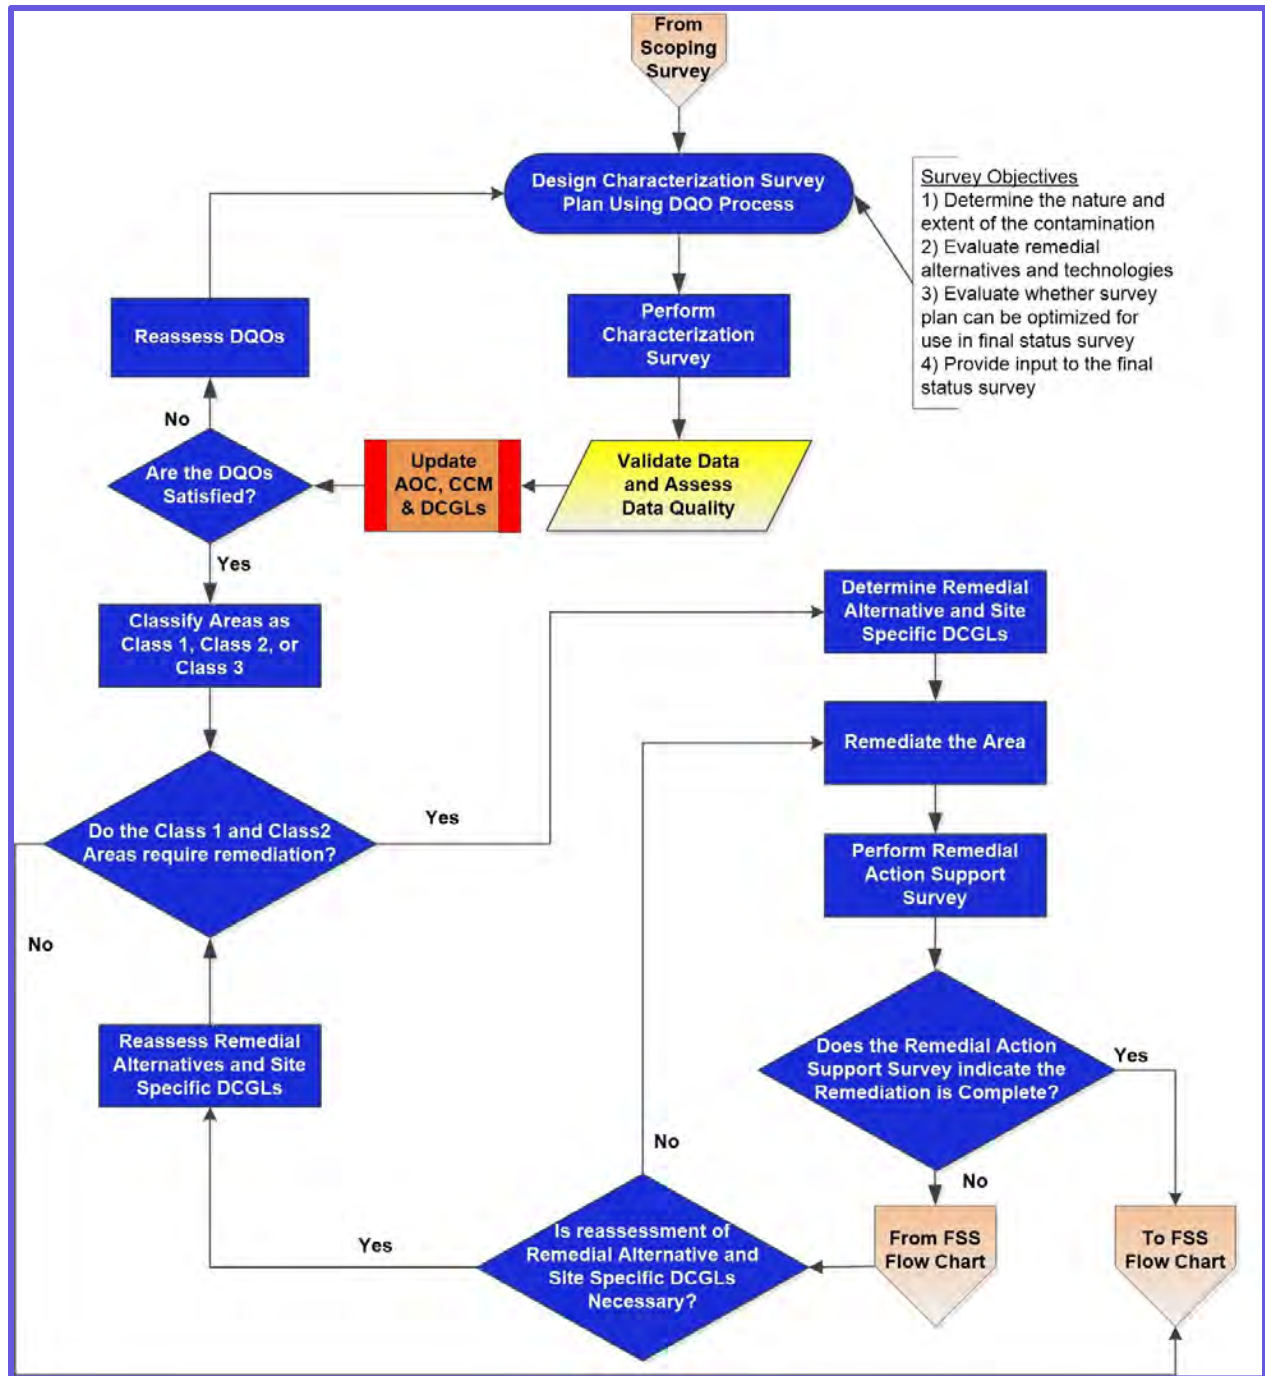 From
Scoping
Survey
Design Characterization Survey
Plan Using DQO Process
Survey Objectives
1) Determine the nature and
extent of the contamination
2) Evaluate remedial
alternatives and technologies
3) Evaluate whether survey
plan can be optimized for
use in final status survey
4) Provide input to the final
status survey
Perform
Characterization
Survey
Reassess DQOs
No
Are the DQOs
Satisfied?
Update
AOC, CCM
& DCGLs
Validate Data
and Assess
Data Quality
Yes
Classify Areas as
Class 1, Class 2, or
Class 3
Determine Remedial
Alternative and Site
Specific DCGLs
Remediate the Area
Yes
Do the Class 1 and Class2
Areas require remediation?
Perform Remedial
Action Support
Survey
No
Reassess Remedial
Alternatives and Site
Specific DCGLs
Does the Remedial Action
Support Survey indicate the
Remediation is Complete?
Yes
No
No
Is reassessment of
Remedial Alternative and
Site Specific DCGLs
Necessary?
Yes
From FSS
Flow Chart
To FSS
Flow Chart